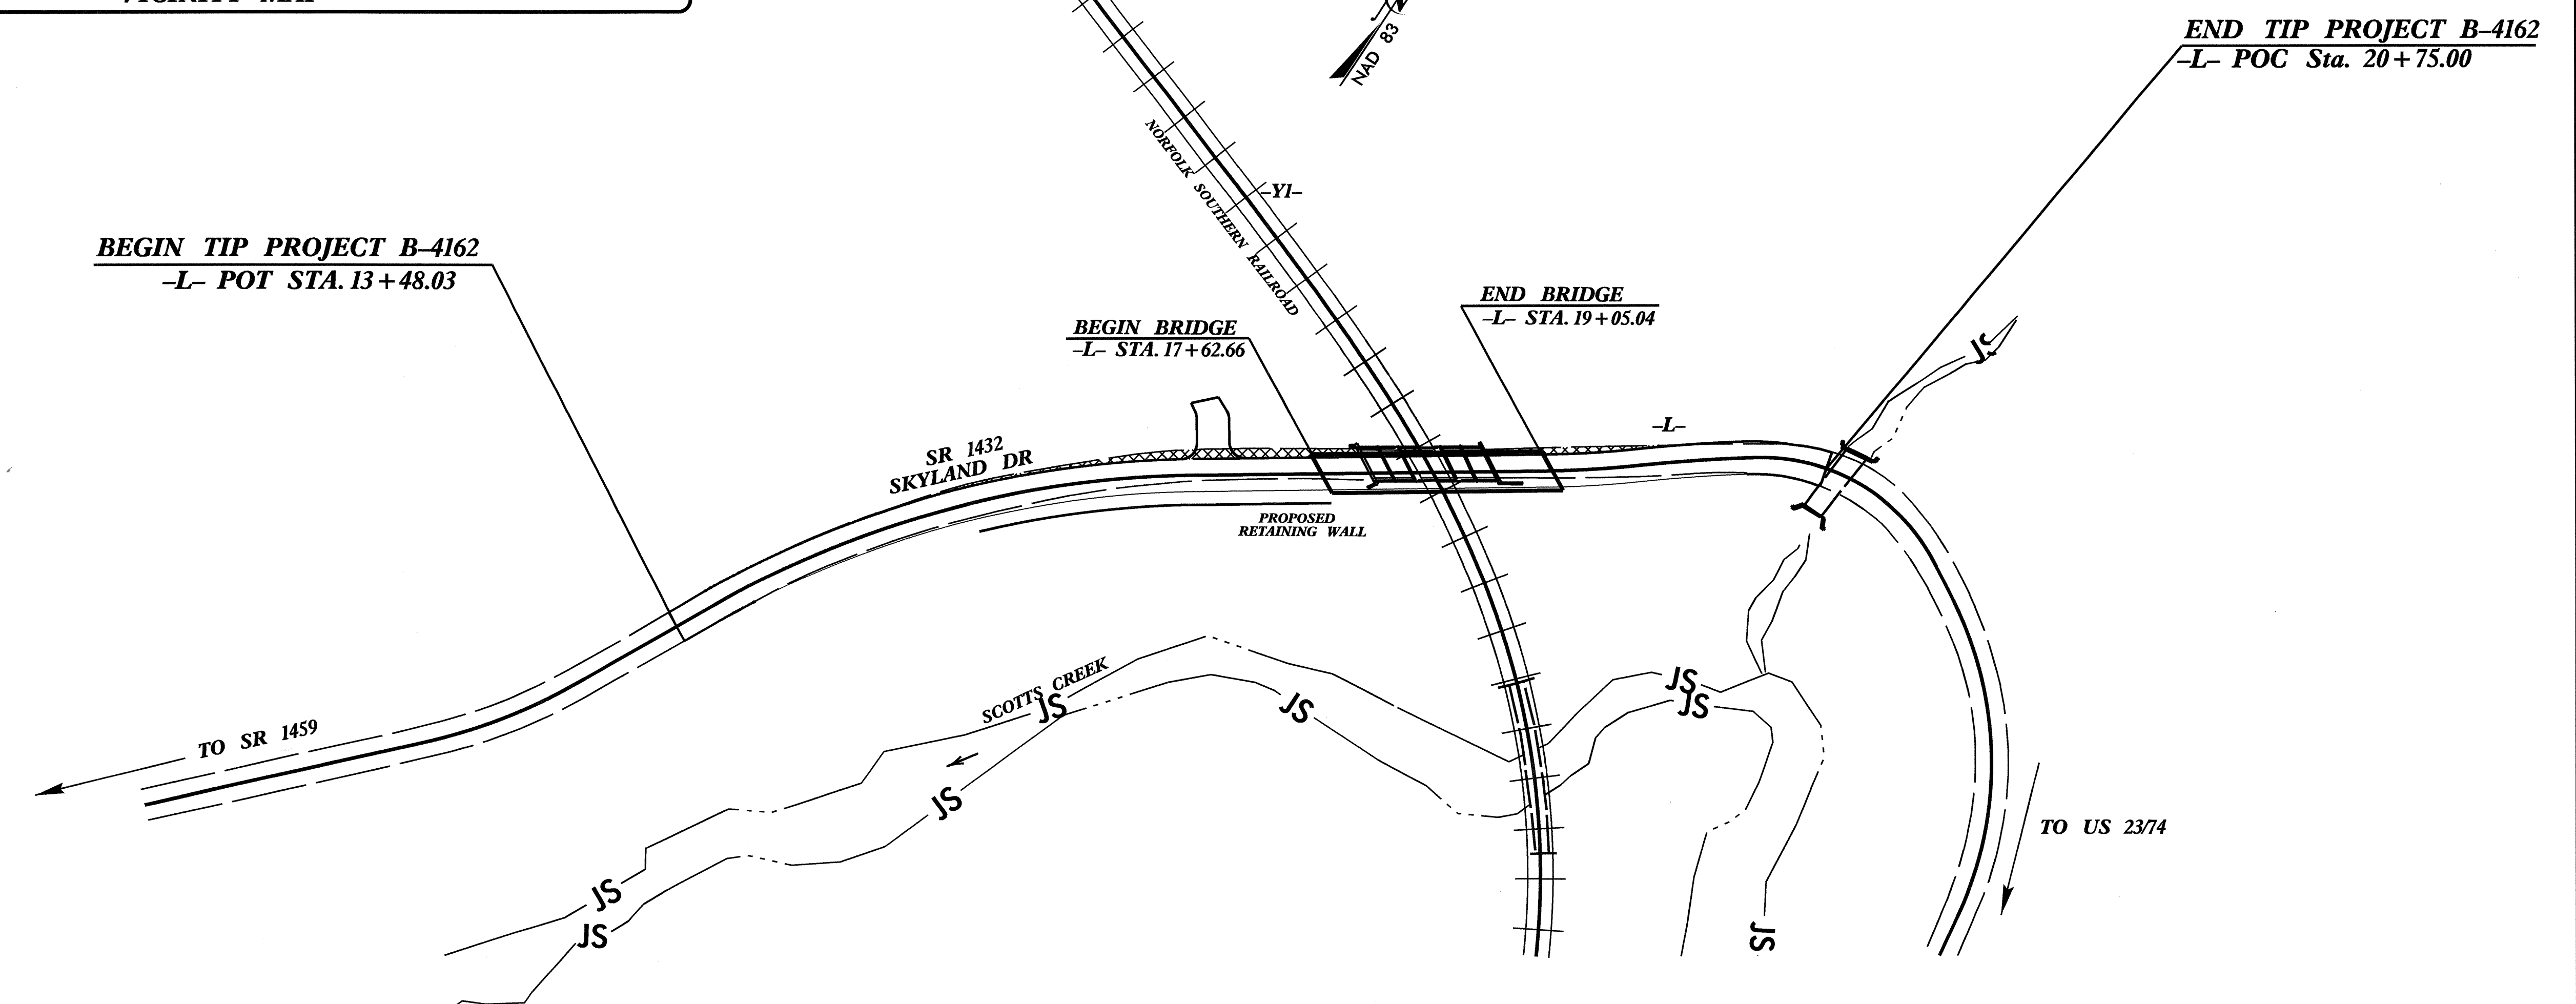 VICINITY MAP
NAD 83
END TIP PROJECT B-4162
-L- POC Sta. 20+75.00
NORFOLK SOUTHERN RAILROAD
-Y1-
BEGIN TIP PROJECT B-4162
-L- POT STA. 13+48.03
END BRIDGE
-L- STA. 19+05.04
BEGIN BRIDGE
-L- STA. 17+62.66
JS
-L-
SR 1432
SKYLAND DR
PROPOSED
RETAINING WALL
SCOTTS CREEK
JS
JS
JS
JS
TO SR 1459
JS
TO US 23/74
JS
JS
JS